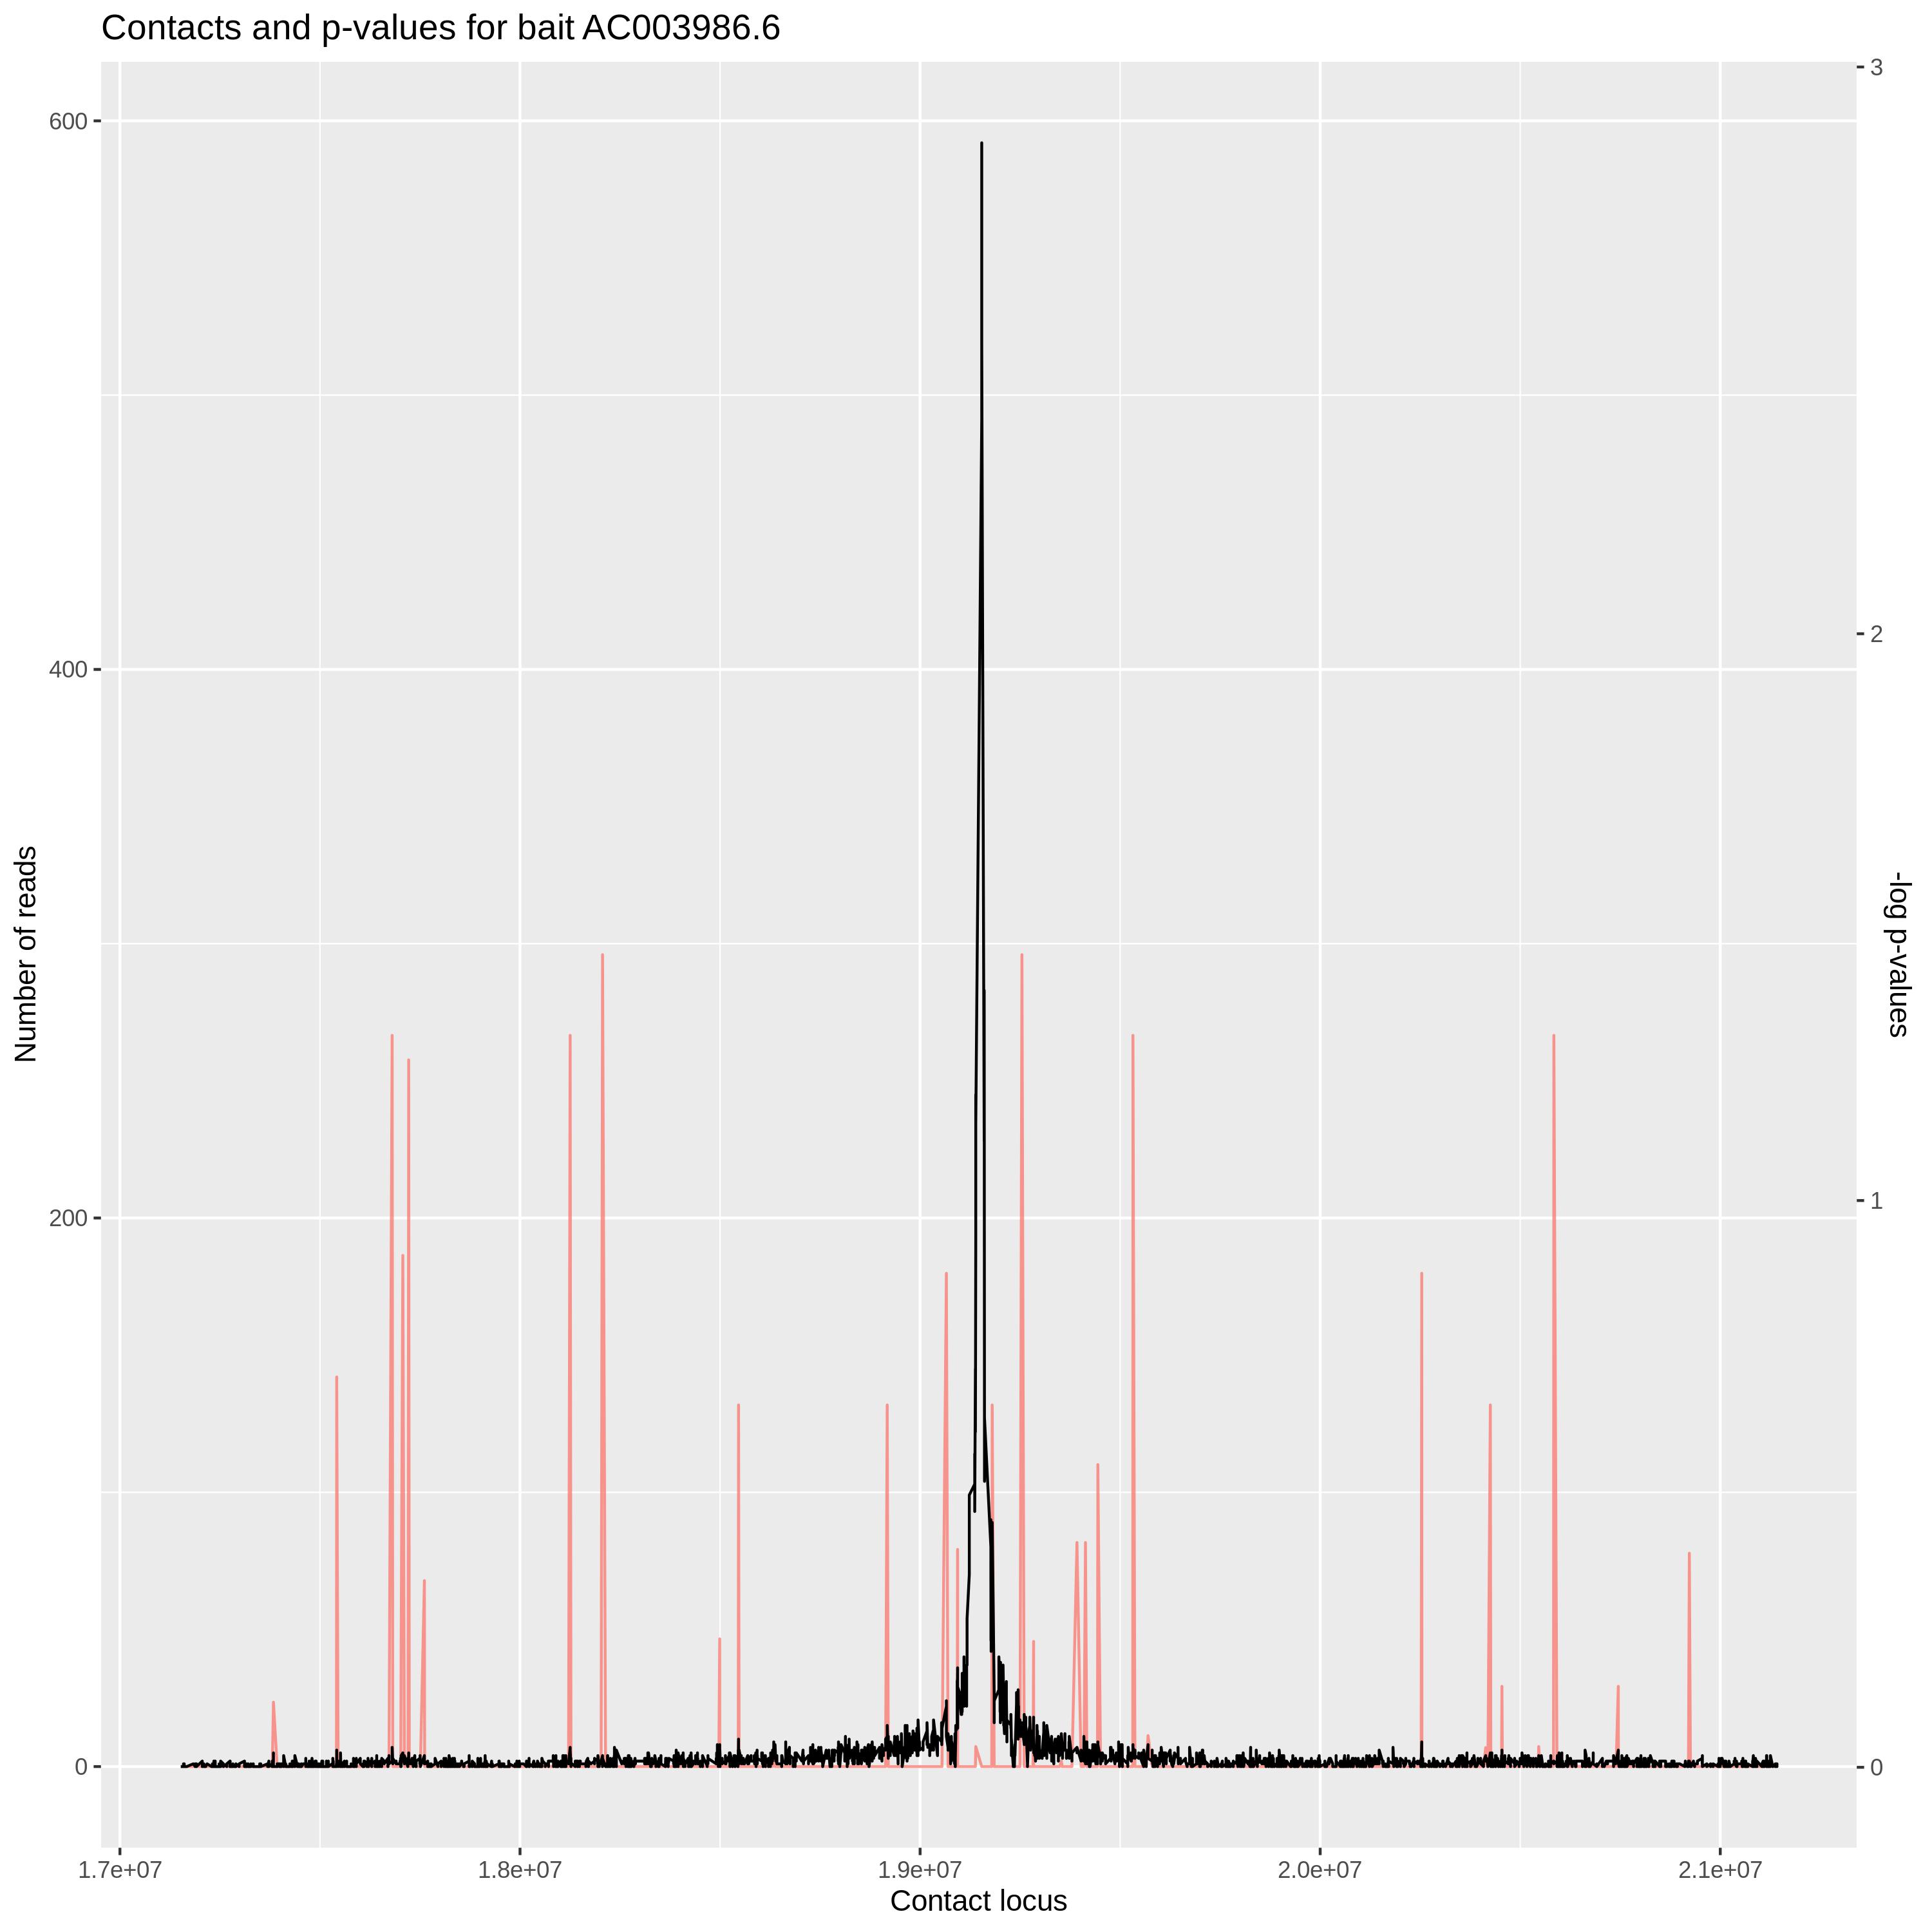 Contacts and p-values for bait AC003986.6
600
400
200
0
Number of reads
3
2
1
0
-log p-values
1.7e+07
1.8e+07
1.9e+07
2.0e+07
2.1e+07
Contact locus